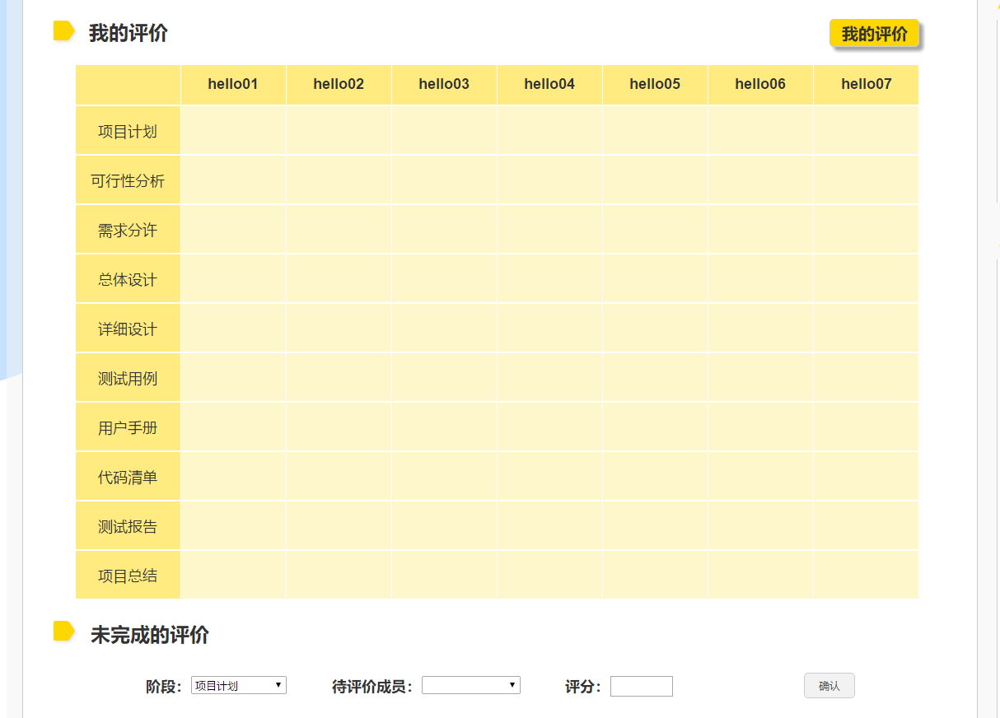 我的评价 我的评价
hello01 hello02 hello03 hello04 hello05 hello06 hello07
项目计划
可行性分析
需求分许
总体设计
详细设计
测试用例
用户手册
代码清单
测试报告
项目总结
未完成的评价
阶段： 项目计划 待评价成员： 评分： 确认